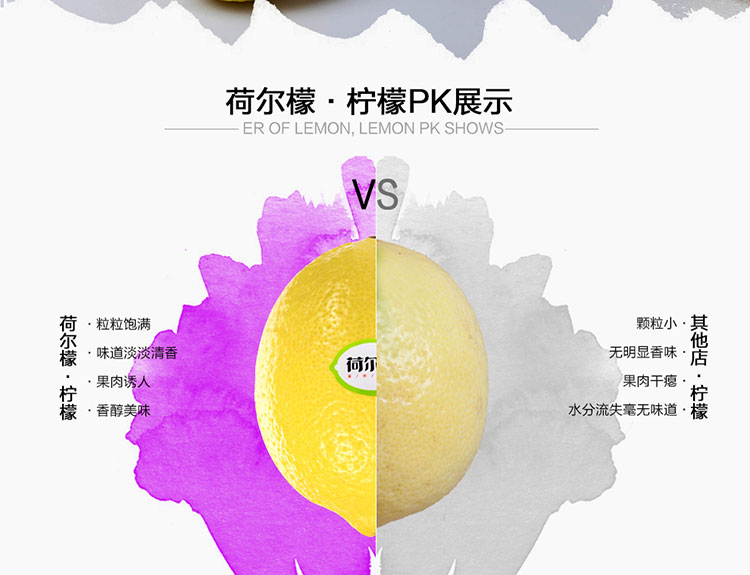 荷尔檬·柠檬PK展示
ER OF LEMON, LEMON PK SHOWS
VS
荷尔檬·柠檬
·粒粒饱满
·味道淡淡清香
·果肉诱人
·香醇美味
荷尔
颗粒小·
无明显香味·
果肉干瘪·
水分流失毫无味道·
其他店·柠檬